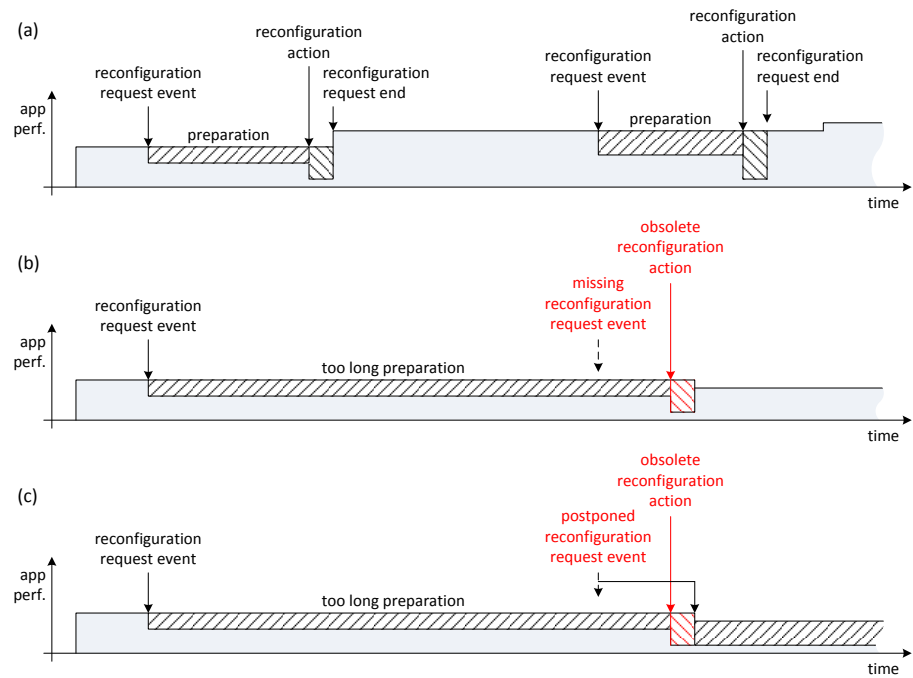 (a)
reconfiguration
action
reconfiguration
action
reconfiguration
request event
reconfiguration
request end
reconfiguration
request event
reconfiguration
request end
app
perf.
preparation
preparation
time
(b)
obsolete
reconfiguration
action
missing
reconfiguration
request event
reconfiguration
request event
app
perf.
too long preparation
time
(c)
obsolete
reconfiguration
action
postponed
reconfiguration
request event
reconfiguration
request event
app
perf.
too long preparation
time